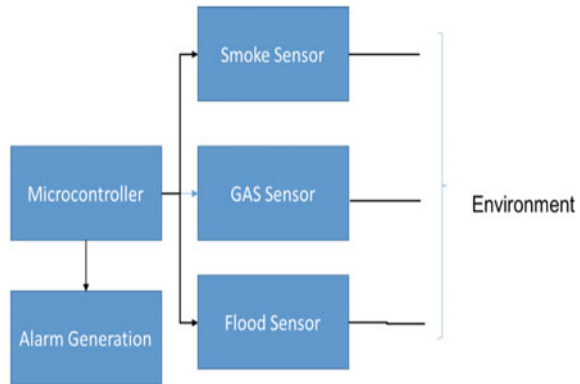 Smoke Sensor
Microcontroller
GAS Sensor
Environment
Alarm Generation
Flood Sensor